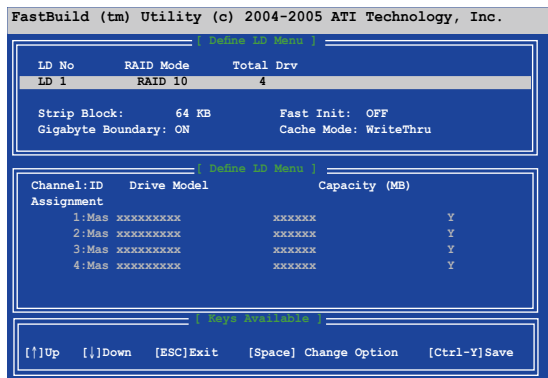 FastBuild (tm) Utility (c) 2004-2005 ATI Technology, Inc.
[ Define LD Menu ]
LD No RAID Mode Total Drv
LD 1 RAID 10 4
Strip Block: 64 KB Fast Init: OFF
Gigabyte Boundary: ON Cache Mode: WriteThru
[ Define LD Menu ]
Channel:ID Drive Model Capacity (MB)
Assignment
1:Mas xxxxxxxxx xxxxxx Y
2:Mas xxxxxxxxx xxxxxx Y
3:Mas xxxxxxxxx xxxxxx Y
4:Mas xxxxxxxxx xxxxxx Y
[ Keys Available ]
[↑]Up [↓]Down [ESC]Exit [Space] Change Option [Ctrl-Y]Save